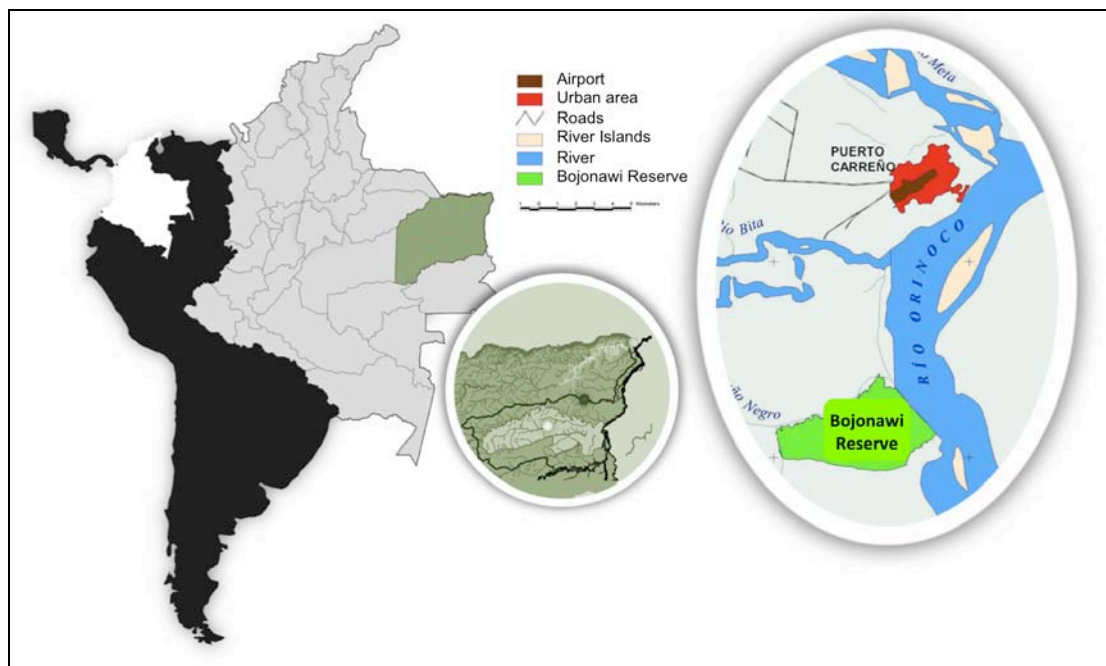 Airport
Urban area
Roads
River Islands
River
Bojonawi Reserve
Kilometers
Meta
PUERTO
CARREÑO
Río Bita
RÍO ORINOCO
Negro
Bojonawi
Reserve